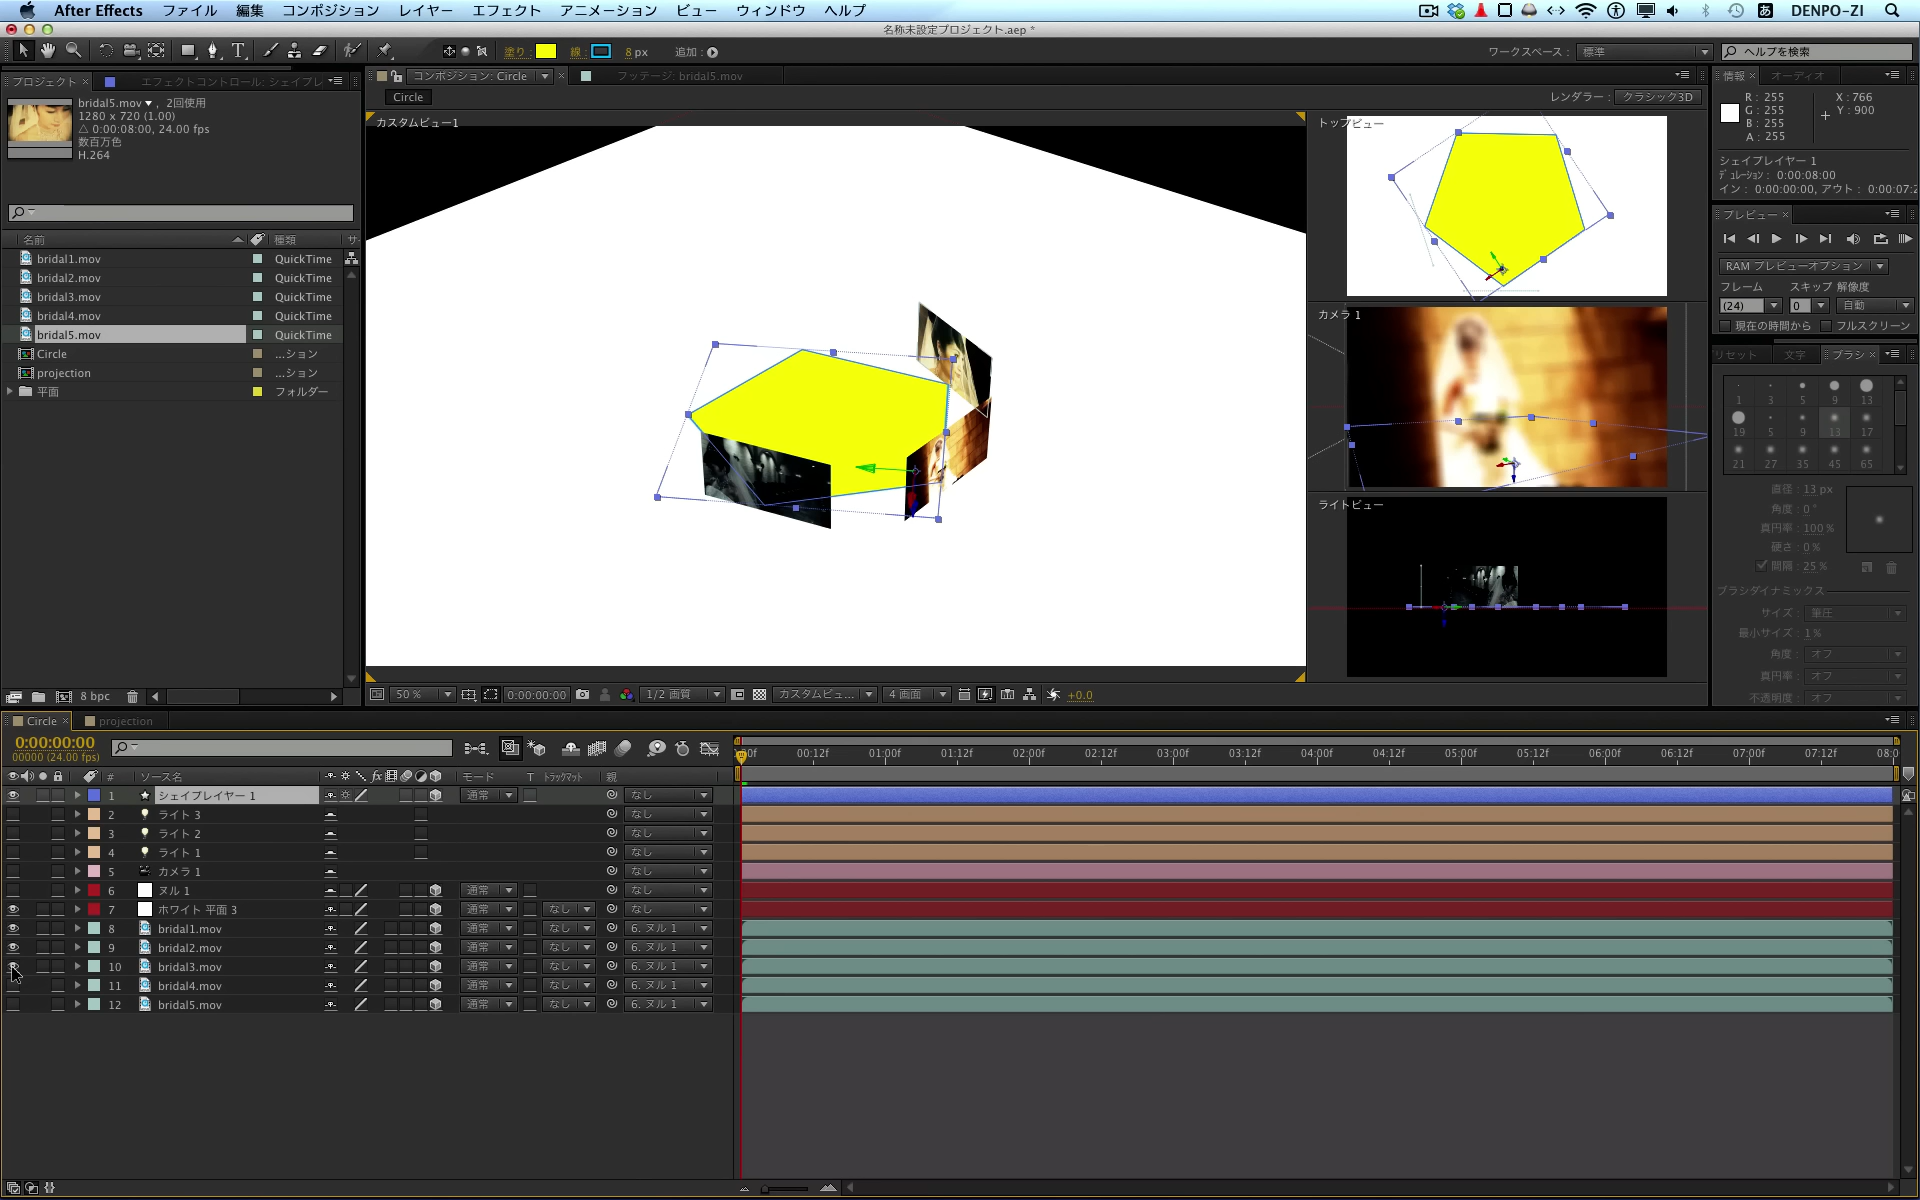 After Effects ファイル 編集 コンポジション レイヤー エフェクト アニメーション ビュー ウィンドウ ヘルプ
DENPO-ZI
名称未設定プロジェクト.aep *
塗り: 線: 8 px 追加:
ワークスペース: 標準 ヘルプを検索
プロジェクト × エフェクトコントロール: シェイプレ
bridal5.mov▼, 2回使用
1280 x 720 (1.00)
△ 0:00:08:00, 24.00 fps
数百万色
H.264
名前 種類 サ
bridal1.mov QuickTime
bridal2.mov QuickTime
bridal3.mov QuickTime
bridal4.mov QuickTime
bridal5.mov QuickTime
Circle ...ション
projection ...ション
平面 フォルダー
8 bpc
コンポジション: Circle フッテージ: bridal5.mov
Circle
レンダラー: クラシック3D
カスタムビュー1
トップビュー
カメラ 1
ライトビュー
50 % 0:00:00:00 1/2 画質 カスタムビュ... 4 画面 +0.0
情報 × オーディオ
R: 255 X: 766
G: 255 Y: 900
B: 255
A: 255
シェイプレイヤー 1
デュレーション: 0:00:08:00
イン: 0:00:00:00, アウト: 0:00:07:2
プレビュー ×
RAM プレビューオプション
フレーム スキップ 解像度
(24) 0 自動
現在の時間から フルスクリーン
リセット 文字 ブラシ ×
1 3 5 9 13
19 5 9 13 17
21 27 35 45 65
直径: 13 px
角度: 0 °
真円率: 100 %
硬さ: 0 %
間隔: 25 %
ブラシダイナミックス
サイズ: 筆圧
最小サイズ: 1 %
角度: オフ
真円率: オフ
不透明度: オフ
Circle × projection
0:00:00:00
00000 (24.00 fps)
:00f 00:12f 01:00f 01:12f 02:00f 02:12f 03:00f 03:12f 04:00f 04:12f 05:00f 05:12f 06:00f 06:12f 07:00f 07:12f 08:0
# ソース名 fx モード T トラックマット 親
1 シェイプレイヤー 1 通常 なし
2 ライト 3 なし
3 ライト 2 なし
4 ライト 1 なし
5 カメラ 1 なし
6 ヌル 1 通常 なし
7 ホワイト 平面 3 通常 なし なし
8 bridal1.mov 通常 なし 6. ヌル 1
9 bridal2.mov 通常 なし 6. ヌル 1
10 bridal3.mov 通常 なし 6. ヌル 1
11 bridal4.mov 通常 なし 6. ヌル 1
12 bridal5.mov 通常 なし 6. ヌル 1